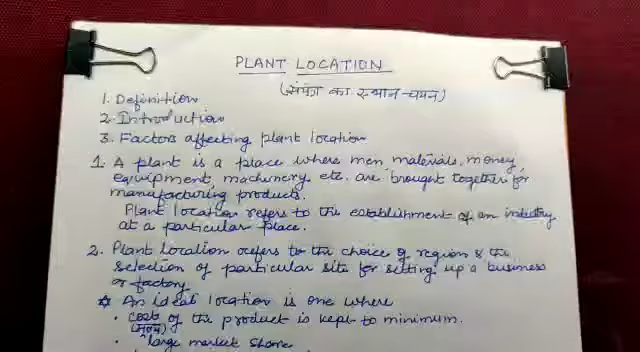 PLANT LOCATION
(संयंत्र का स्थान-चयन)
1. Definition
2. Introduction
3. Factors affecting plant location
1. A plant is a place where men materials, money
equipment, machinery etc. are brought together for
manufacturing products.
Plant location refers to the establishment of an industry
at a particular place.
2. Plant location refers to the choice of region & the
selection of particular site for setting up a business
or factory
☆ An ideal location is one where
• cost of the product is kept to minimum.
(मूल्य)
• large market share